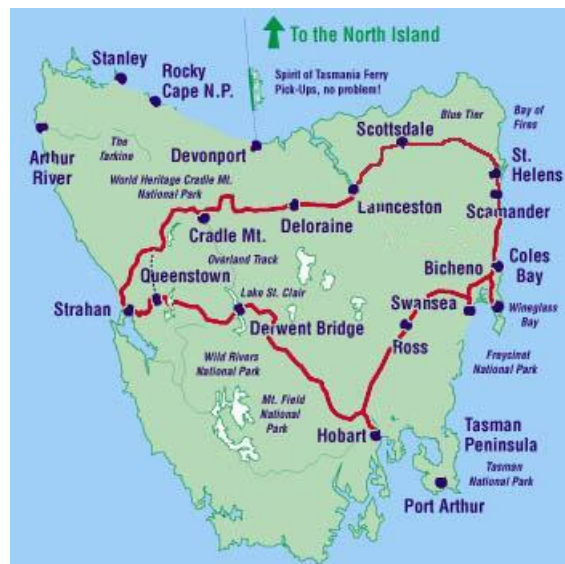 To the North Island
Spirit of Tasmania Ferry
Pick-Ups, no problem!
Stanley
Rocky
Cape N.P.
Arthur
River
The
Tarkine
Devonport
Scottsdale
Blue Tier
Bay of
Fires
St.
Helens
World Heritage Cradle Mt.
National Park
Launceston
Deloraine
Scamander
Cradle Mt.
Overland Track
Bicheno
Coles
Bay
Queenstown
Lake St. Clair
Strahan
Derwent Bridge
Swansea
Wineglass
Bay
Ross
Wild Rivers
National Park
Freycinet
National Park
Mt. Field
National
Park
Hobart
Tasman
Peninsula
Tasman
National Park
Port Arthur